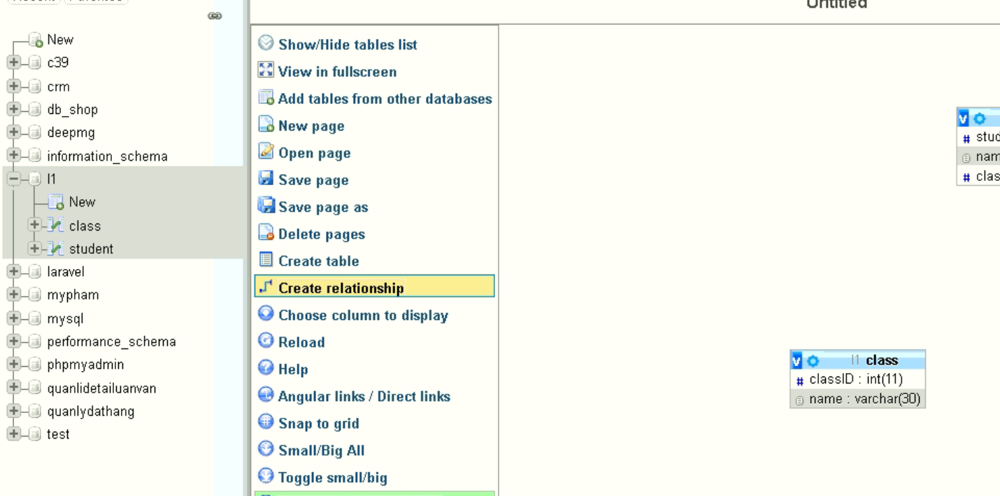 Untitled
New
c39
crm
db_shop
deepmg
information_schema
l1
New
class
student
laravel
mypham
mysql
performance_schema
phpmyadmin
quanlidetailuanvan
quanlydathang
test
Show/Hide tables list
View in fullscreen
Add tables from other databases
New page
Open page
Save page
Save page as
Delete pages
Create table
Create relationship
Choose column to display
Reload
Help
Angular links / Direct links
Snap to grid
Small/Big All
Toggle small/big
v
# stud
nam
# clas
v l1 class
# classID : int(11)
name : varchar(30)